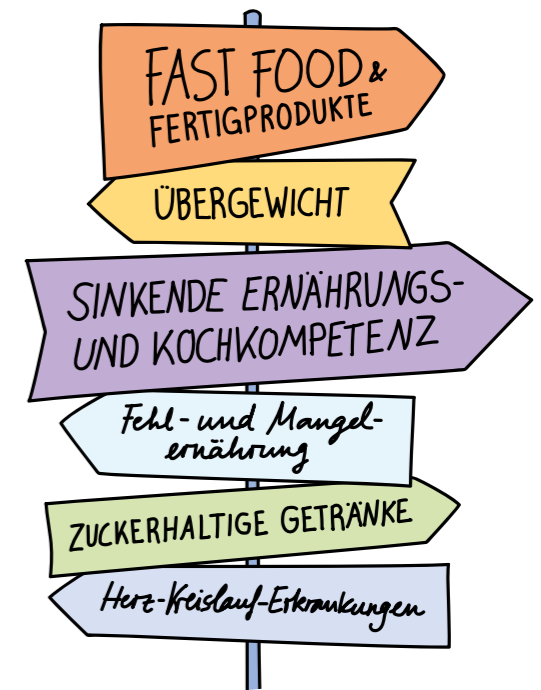 FAST FOOD &
FERTIGPRODUKTE
ÜBERGEWICHT
SINKENDE ERNÄHRUNGS-
UND KOCHKOMPETENZ
Fehl- und Mangel-
ernährung
ZUCKERHALTIGE GETRÄNKE
Herz-Kreislauf-Erkrankungen